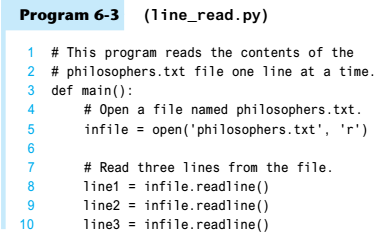 Program 6-3 (line_read.py)
1 # This program reads the contents of the
2 # philosophers.txt file one line at a time.
3 def main():
4     # Open a file named philosophers.txt.
5     infile = open('philosophers.txt', 'r')
6
7     # Read three lines from the file.
8     line1 = infile.readline()
9     line2 = infile.readline()
10     line3 = infile.readline()